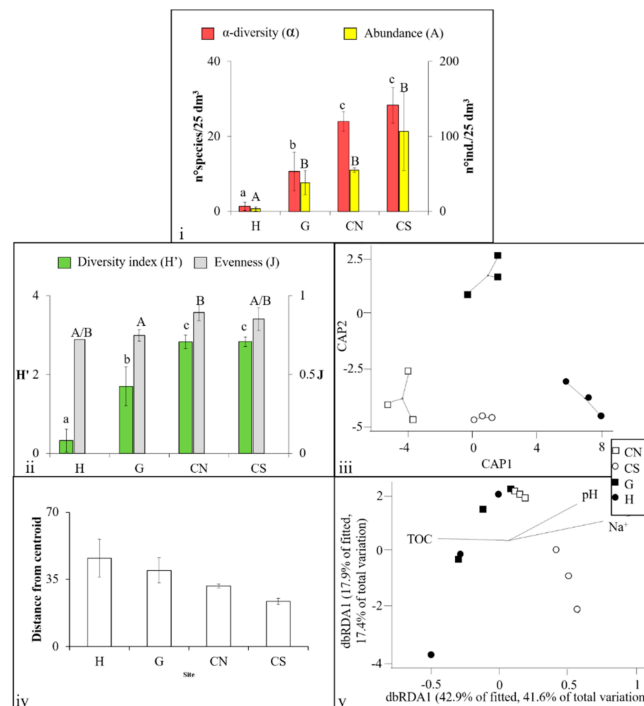 α-diversity (α) Abundance (A)
n°species/25 dm³
40
20
0
200
100
0
n°ind./25 dm³
a A b B c B c B
H G CN CS
i
Diversity index (H') Evenness (J)
4
2
0
H'
1
0.5
0
J
a A/B b A c B c A/B
H G CN CS
ii
2.5
0
-2.5
-5
CAP2
-4 0 4 8
CAP1
iii
CN
CS
G
H
70
35
0
Distance from centroid
H G CN CS
Site
iv
2
0
-2
-4
dbRDA1 (17.9% of fitted,
17.4% of total variation)
TOC
pH
Na⁺
-0.5 0 0.5 1
dbRDA1 (42.9% of fitted, 41.6% of total variation
v